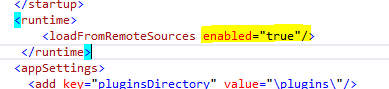 </startup>
<runtime>
<loadFromRemoteSources enabled="true"/>
</runtime>
<appSettings>
<add key="pluginsDirectory" value="\plugins\"/>